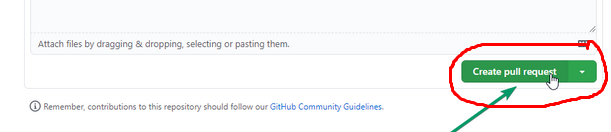 Attach files by dragging & dropping, selecting or pasting them.
Create pull request
Remember, contributions to this repository should follow our GitHub Community Guidelines.